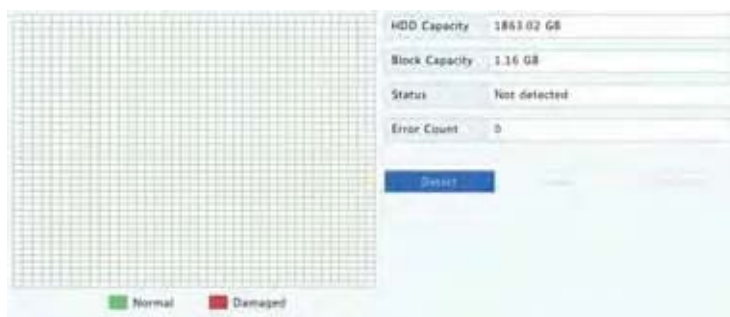 HDD Capacity 1863.02 GB
Block Capacity 1.16 GB
Status Not detected
Error Count 0
Detect
Normal Damaged